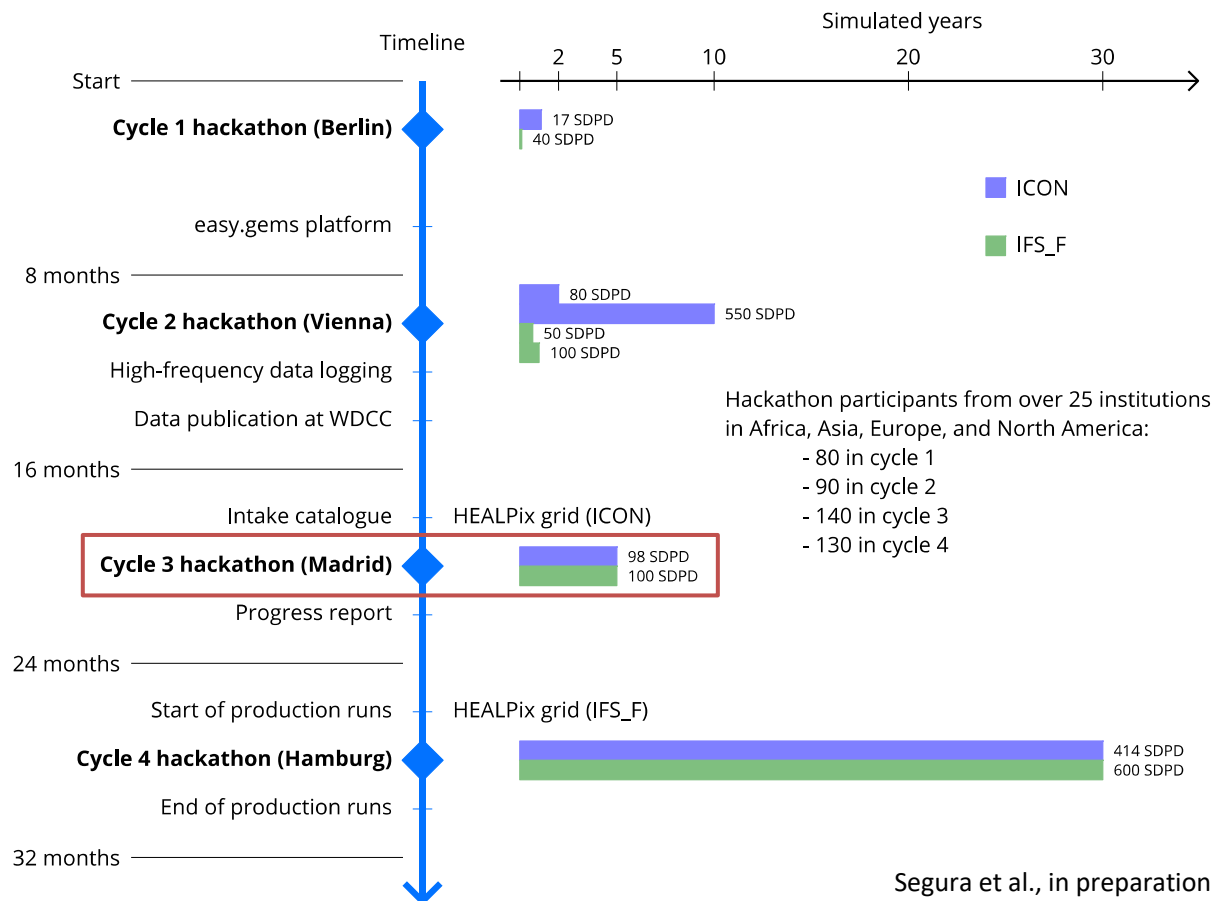 Simulated years
Timeline
2 5 10 20 30
Start
Cycle 1 hackathon (Berlin)
17 SDPD
40 SDPD
ICON
easy.gems platform
IFS_F
8 months
80 SDPD
Cycle 2 hackathon (Vienna)
550 SDPD
50 SDPD
100 SDPD
High-frequency data logging
Data publication at WDCC
Hackathon participants from over 25 institutions
in Africa, Asia, Europe, and North America:
- 80 in cycle 1
- 90 in cycle 2
- 140 in cycle 3
- 130 in cycle 4
16 months
Intake catalogue
HEALPix grid (ICON)
Cycle 3 hackathon (Madrid)
98 SDPD
100 SDPD
Progress report
24 months
Start of production runs
HEALPix grid (IFS_F)
Cycle 4 hackathon (Hamburg)
414 SDPD
600 SDPD
End of production runs
32 months
Segura et al., in preparation